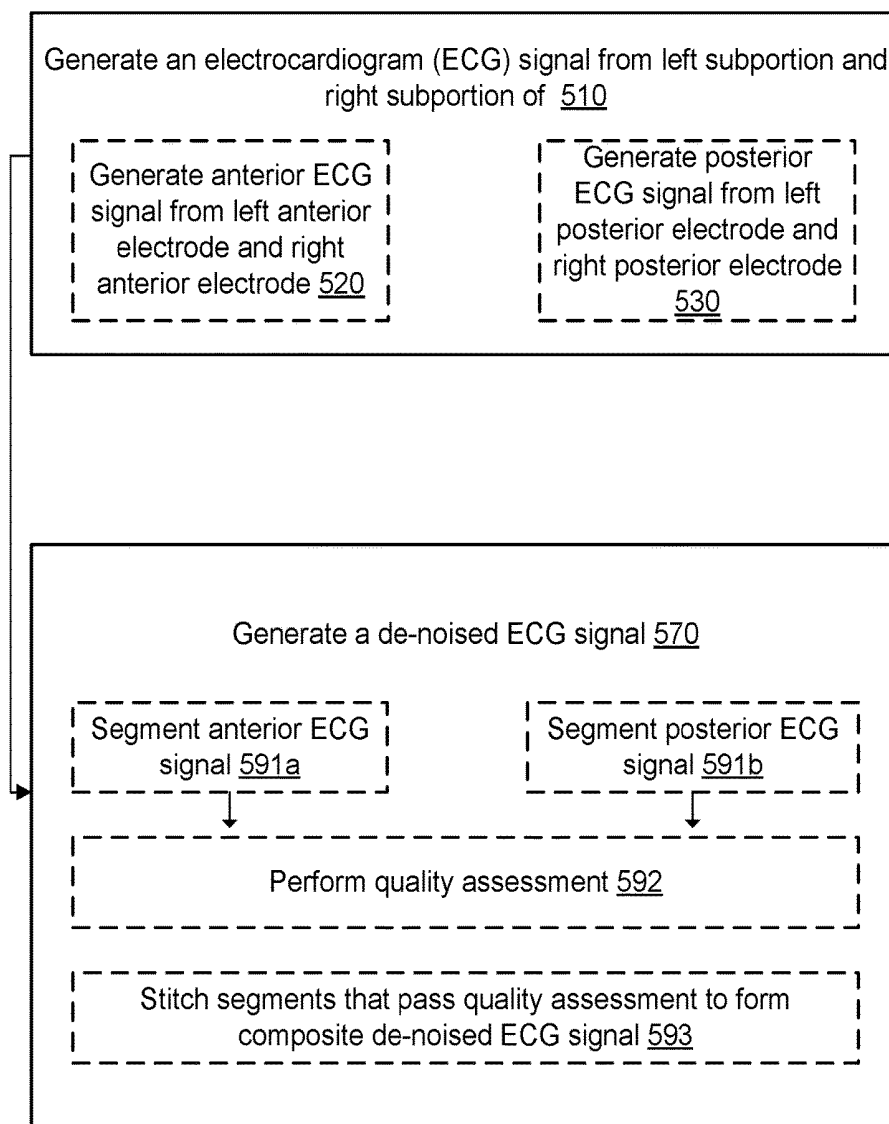 Generate an electrocardiogram (ECG) signal from left subportion and
right subportion of 510
Generate anterior ECG
signal from left anterior
electrode and right
anterior electrode 520
Generate posterior
ECG signal from left
posterior electrode and
right posterior electrode
530
Generate a de-noised ECG signal 570
Segment anterior ECG
signal 591a
Segment posterior ECG
signal 591b
Perform quality assessment 592
Stitch segments that pass quality assessment to form
composite de-noised ECG signal 593